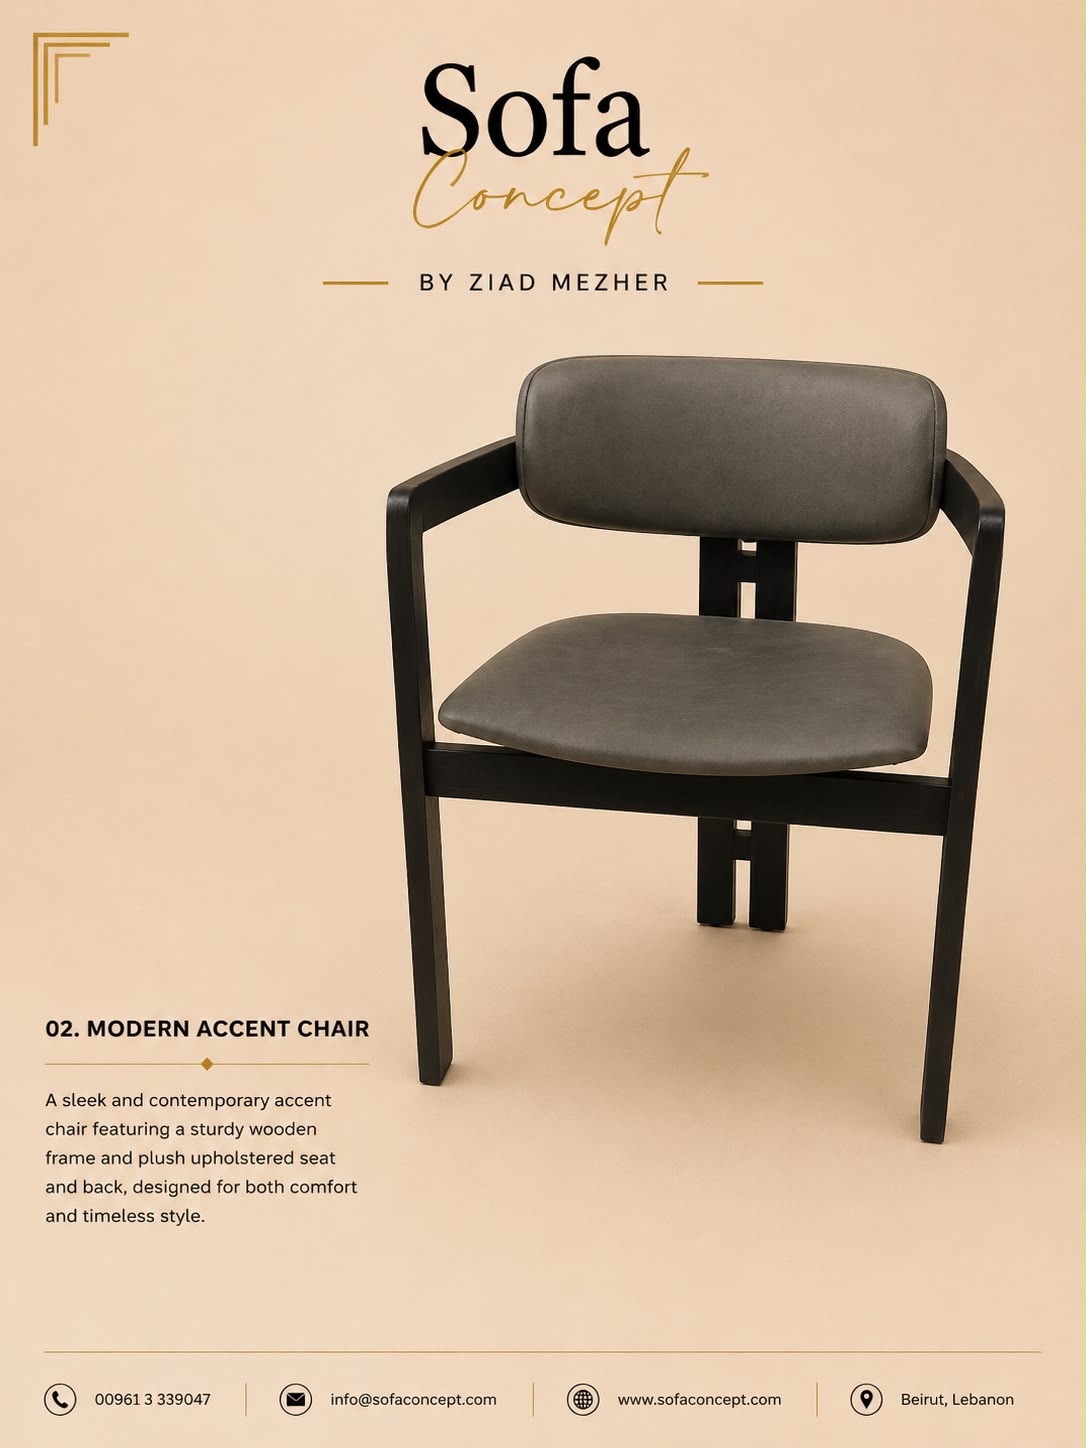 Sofa
Concept
BY ZIAD MEZHER
02. MODERN ACCENT CHAIR
A sleek and contemporary accent
chair featuring a sturdy wooden
frame and plush upholstered seat
and back, designed for both comfort
and timeless style.
00961 3 339047
info@sofaconcept.com
www.sofaconcept.com
Beirut, Lebanon